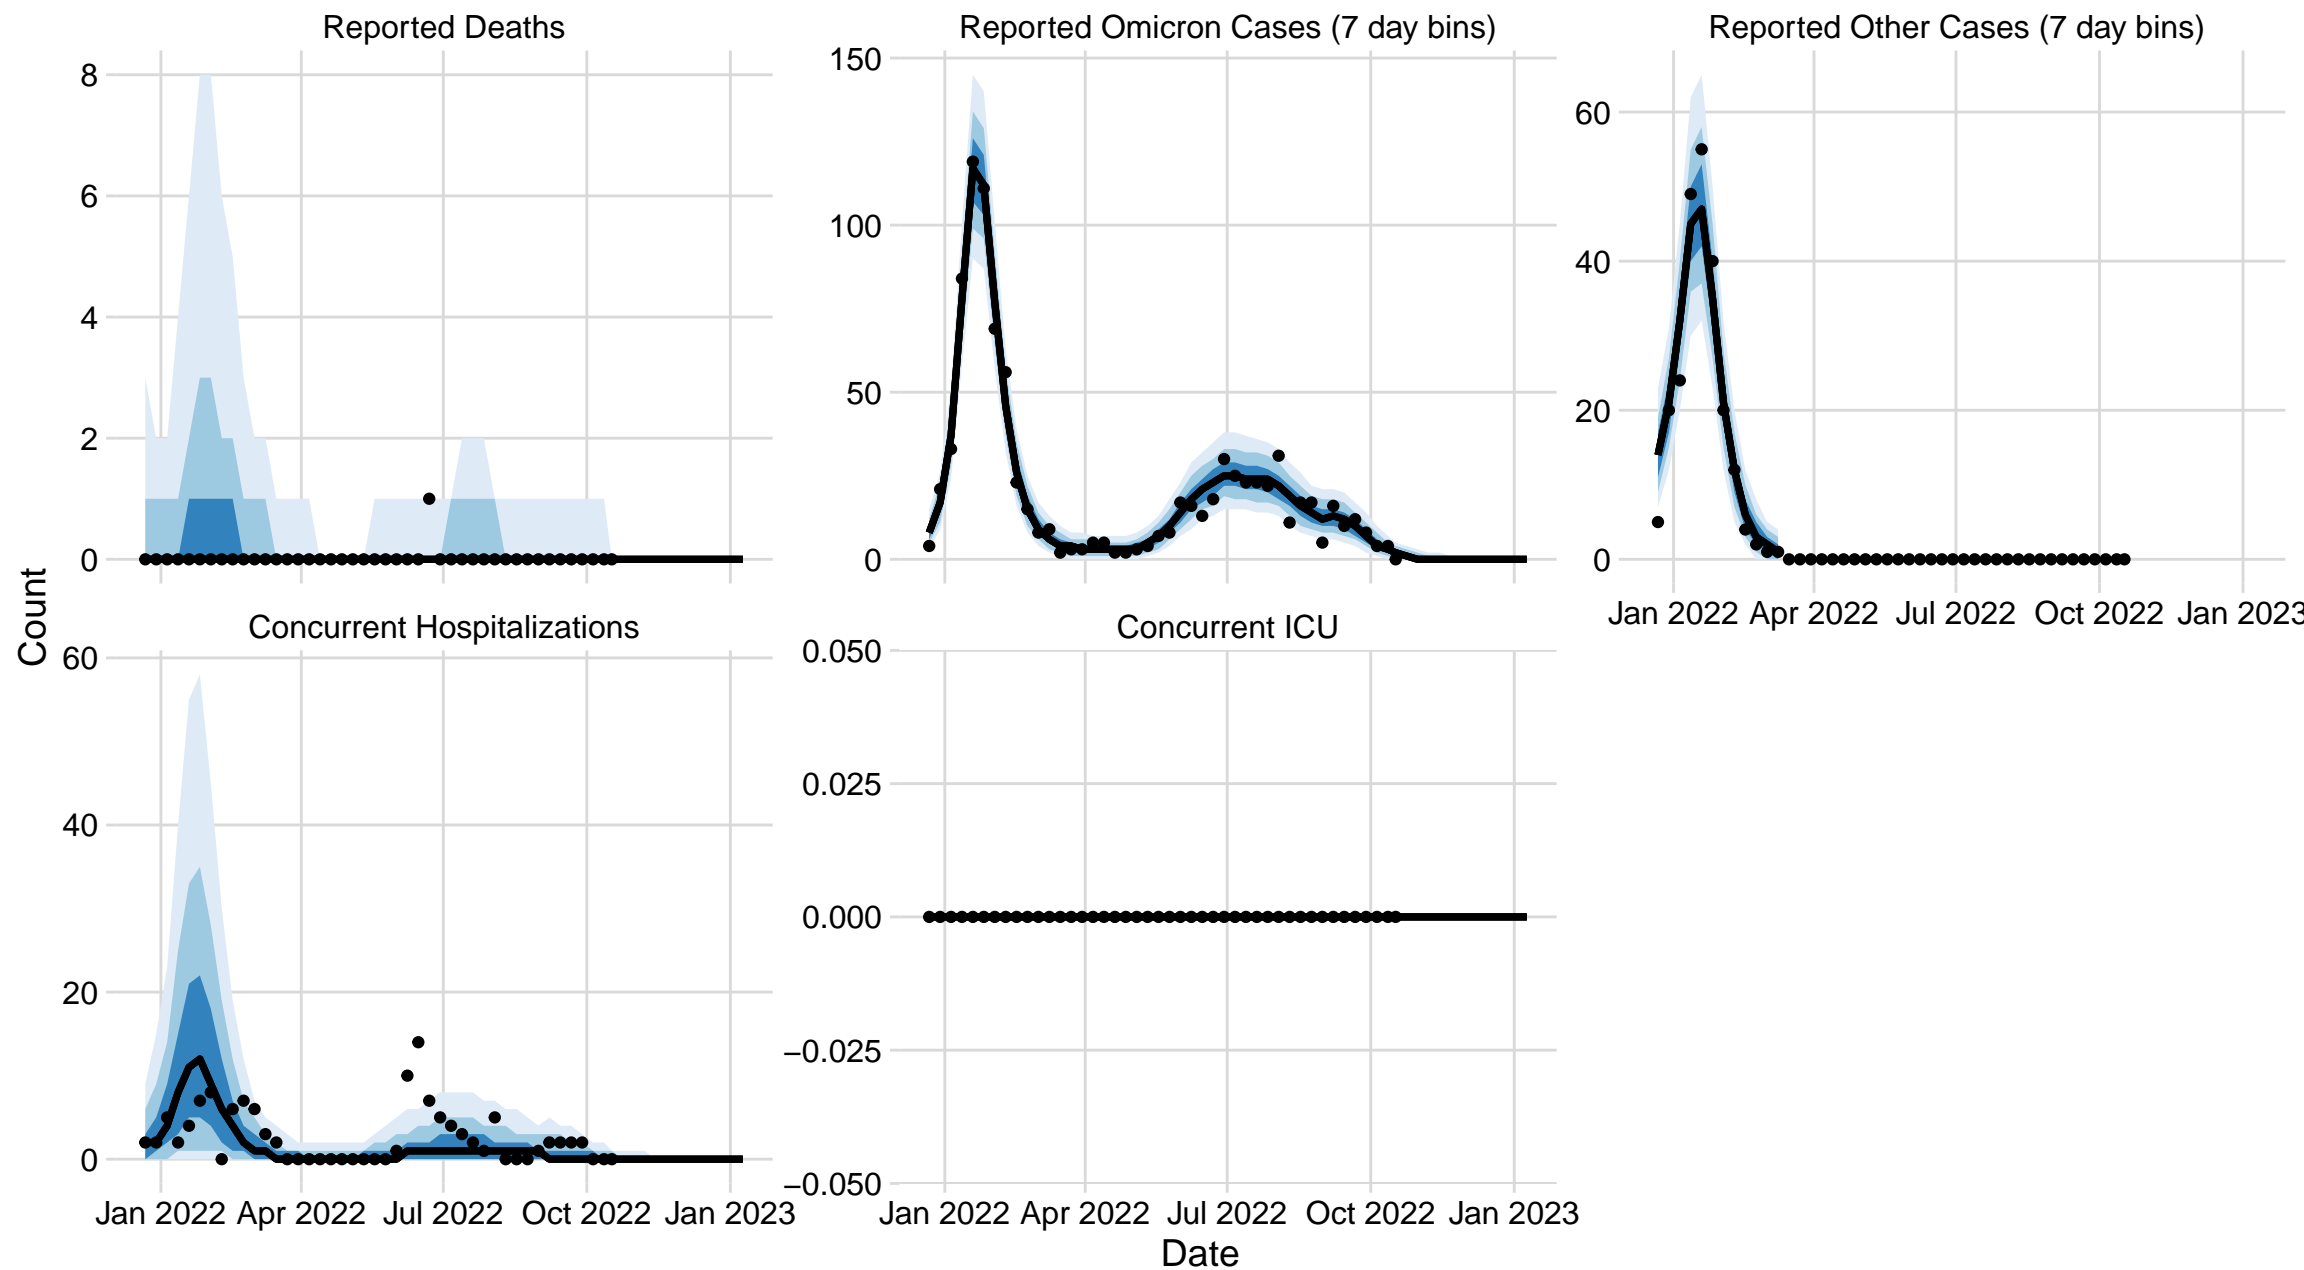 Reported Deaths
8
6
4
2
0
Reported Omicron Cases (7 day bins)
150
100
50
0
Reported Other Cases (7 day bins)
60
40
20
0
Jan 2022 Apr 2022 Jul 2022 Oct 2022 Jan 2023
Count
Concurrent Hospitalizations
60
40
20
0
Jan 2022 Apr 2022 Jul 2022 Oct 2022 Jan 2023
Concurrent ICU
0.050
0.025
0.000
−0.025
−0.050
Jan 2022 Apr 2022 Jul 2022 Oct 2022 Jan 2023
Date